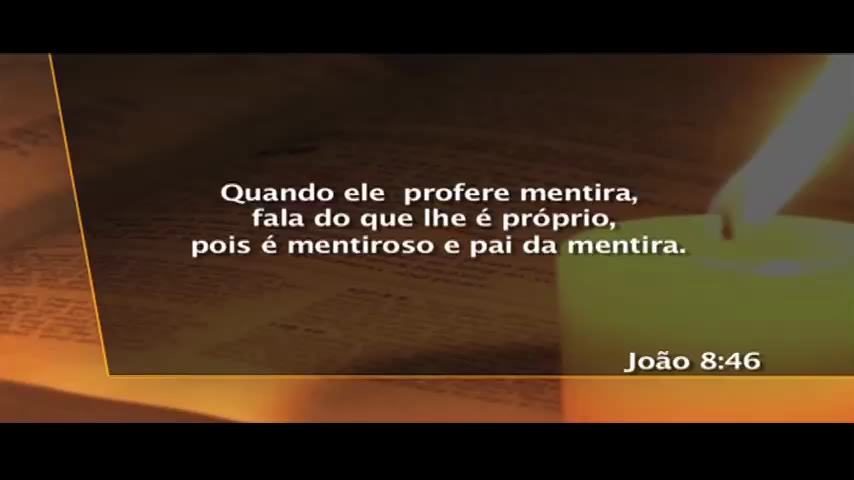 Quando ele profere mentira,
fala do que lhe é próprio,
pois é mentiroso e pai da mentira.
João 8:46